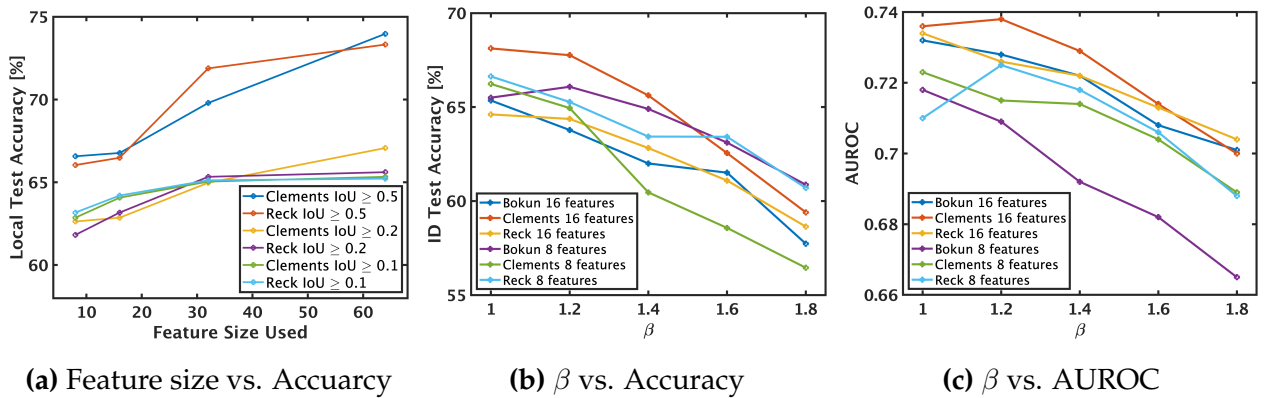 75
70
65
60
Local Test Accuracy [%]
10 20 30 40 50 60
Feature Size Used
Clements IoU ≥ 0.5
Reck IoU ≥ 0.5
Clements IoU ≥ 0.2
Reck IoU ≥ 0.2
Clements IoU ≥ 0.1
Reck IoU ≥ 0.1
(a) Feature size vs. Accuarcy
70
65
60
55
ID Test Accuracy [%]
1 1.2 1.4 1.6 1.8
β
Bokun 16 features
Clements 16 features
Reck 16 features
Bokun 8 features
Clements 8 features
Reck 8 features
(b) β vs. Accuracy
0.74
0.72
0.7
0.68
0.66
AUROC
1 1.2 1.4 1.6 1.8
β
Bokun 16 features
Clements 16 features
Reck 16 features
Bokun 8 features
Clements 8 features
Reck 8 features
(c) β vs. AUROC